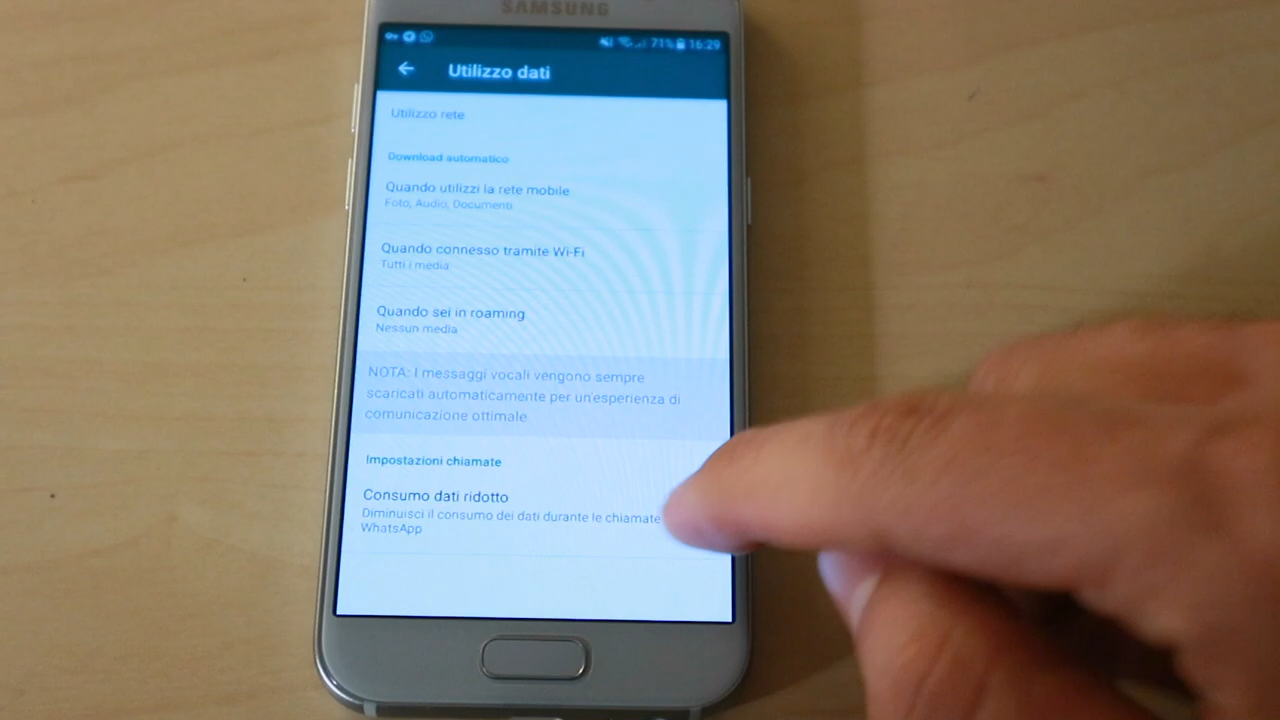 SAMSUNG
71% 16:29
Utilizzo dati
Utilizzo rete
Download automatico
Quando utilizzi la rete mobile
Foto, Audio, Documenti
Quando connesso tramite Wi-Fi
Tutti i media
Quando sei in roaming
Nessun media
NOTA: I messaggi vocali vengono sempre
scaricati automaticamente per un'esperienza di
comunicazione ottimale
Impostazioni chiamate
Consumo dati ridotto
Diminuisci il consumo dei dati durante le chiamate
WhatsApp